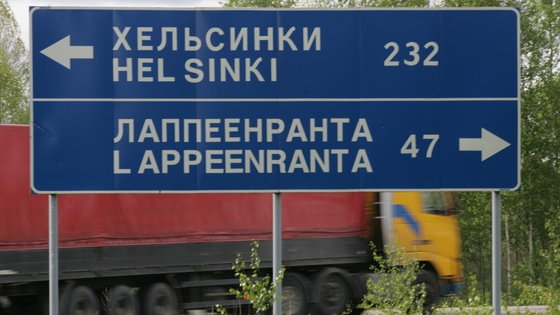 ХЕЛЬСИНКИ 232
HELSINKI
ЛАППЕЕНРАНТА 47
LAPPEENRANTA